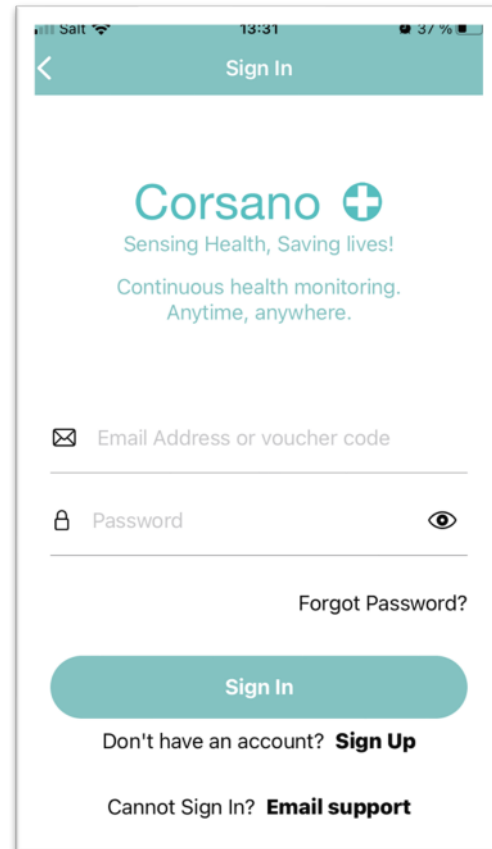 Salt 13:31 37 %
Sign In
Corsano
Sensing Health, Saving lives!
Continuous health monitoring.
Anytime, anywhere.
Email Address or voucher code
Password
Forgot Password?
Sign In
Don't have an account? Sign Up
Cannot Sign In? Email support